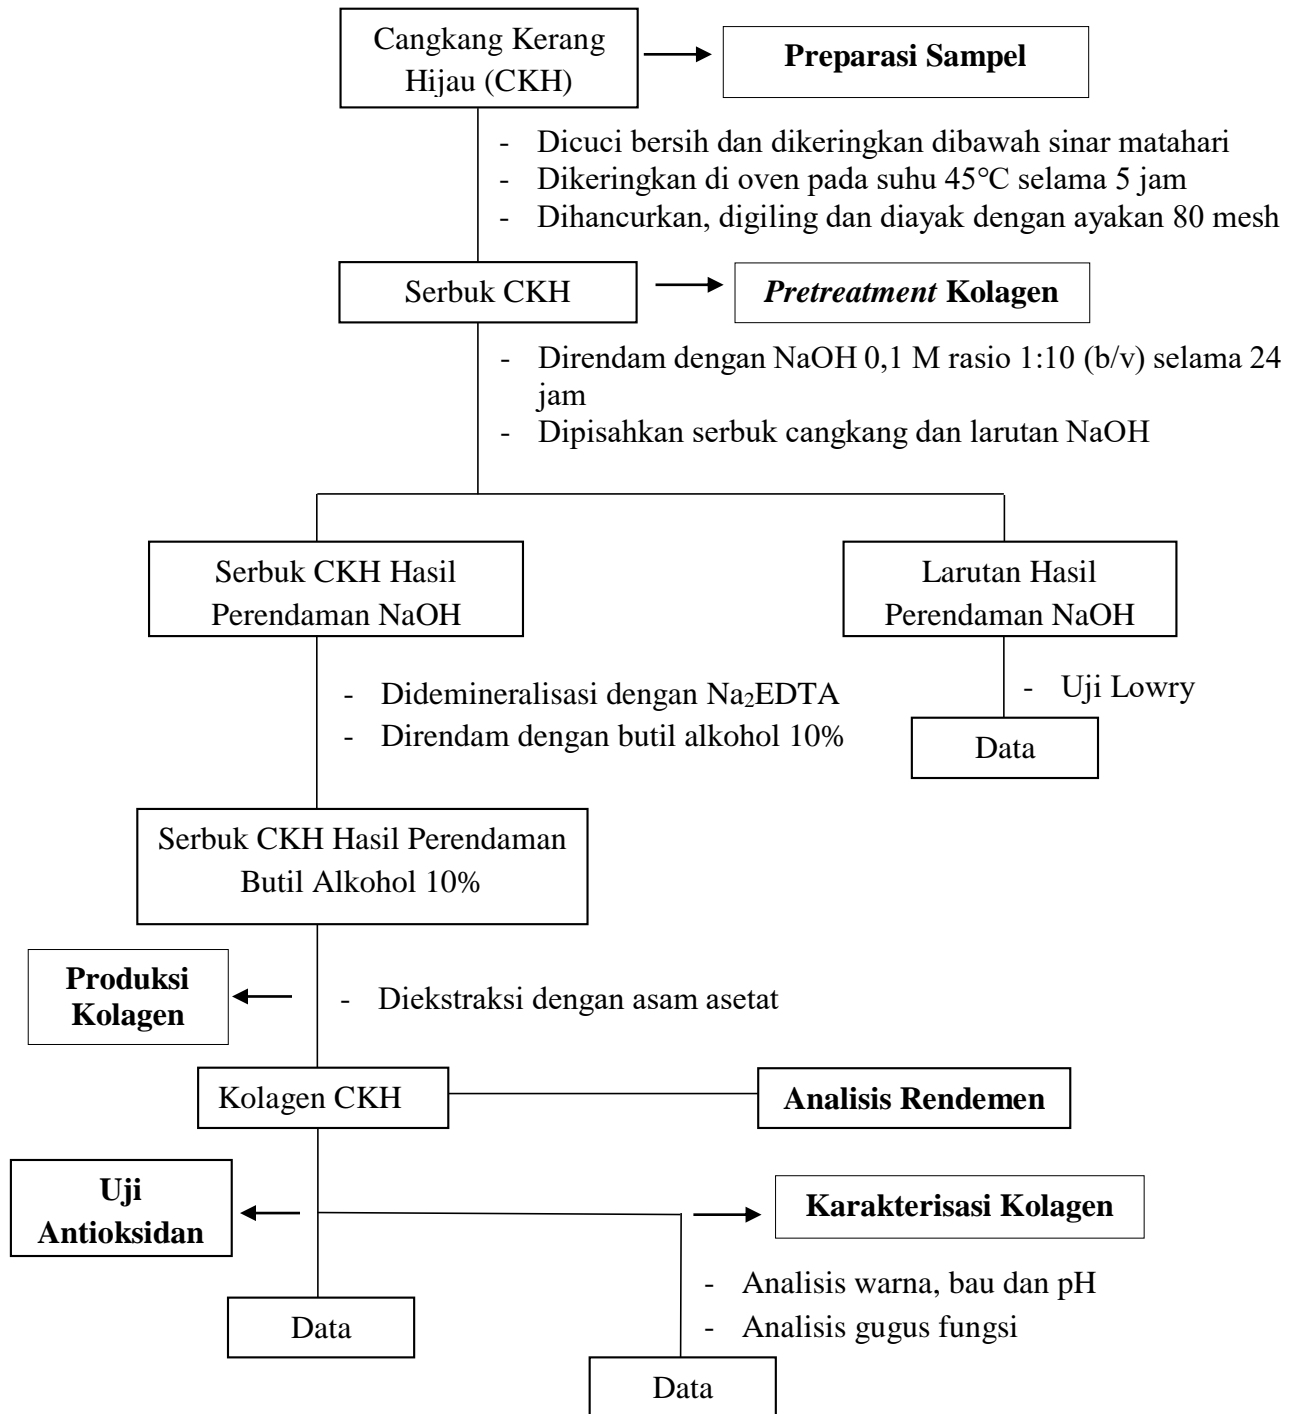 Cangkang Kerang
Hijau (CKH)
Preparasi Sampel
- Dicuci bersih dan dikeringkan dibawah sinar matahari
- Dikeringkan di oven pada suhu 45°C selama 5 jam
- Dihancurkan, digiling dan diayak dengan ayakan 80 mesh
Serbuk CKH
Pretreatment Kolagen
- Direndam dengan NaOH 0,1 M rasio 1:10 (b/v) selama 24
jam
- Dipisahkan serbuk cangkang dan larutan NaOH
Serbuk CKH Hasil
Perendaman NaOH
Larutan Hasil
Perendaman NaOH
- Didemineralisasi dengan Na₂EDTA
- Direndam dengan butil alkohol 10%
- Uji Lowry
Data
Serbuk CKH Hasil Perendaman
Butil Alkohol 10%
Produksi
Kolagen
- Diekstraksi dengan asam asetat
Kolagen CKH
Analisis Rendemen
Uji
Antioksidan
Karakterisasi Kolagen
- Analisis warna, bau dan pH
- Analisis gugus fungsi
Data
Data